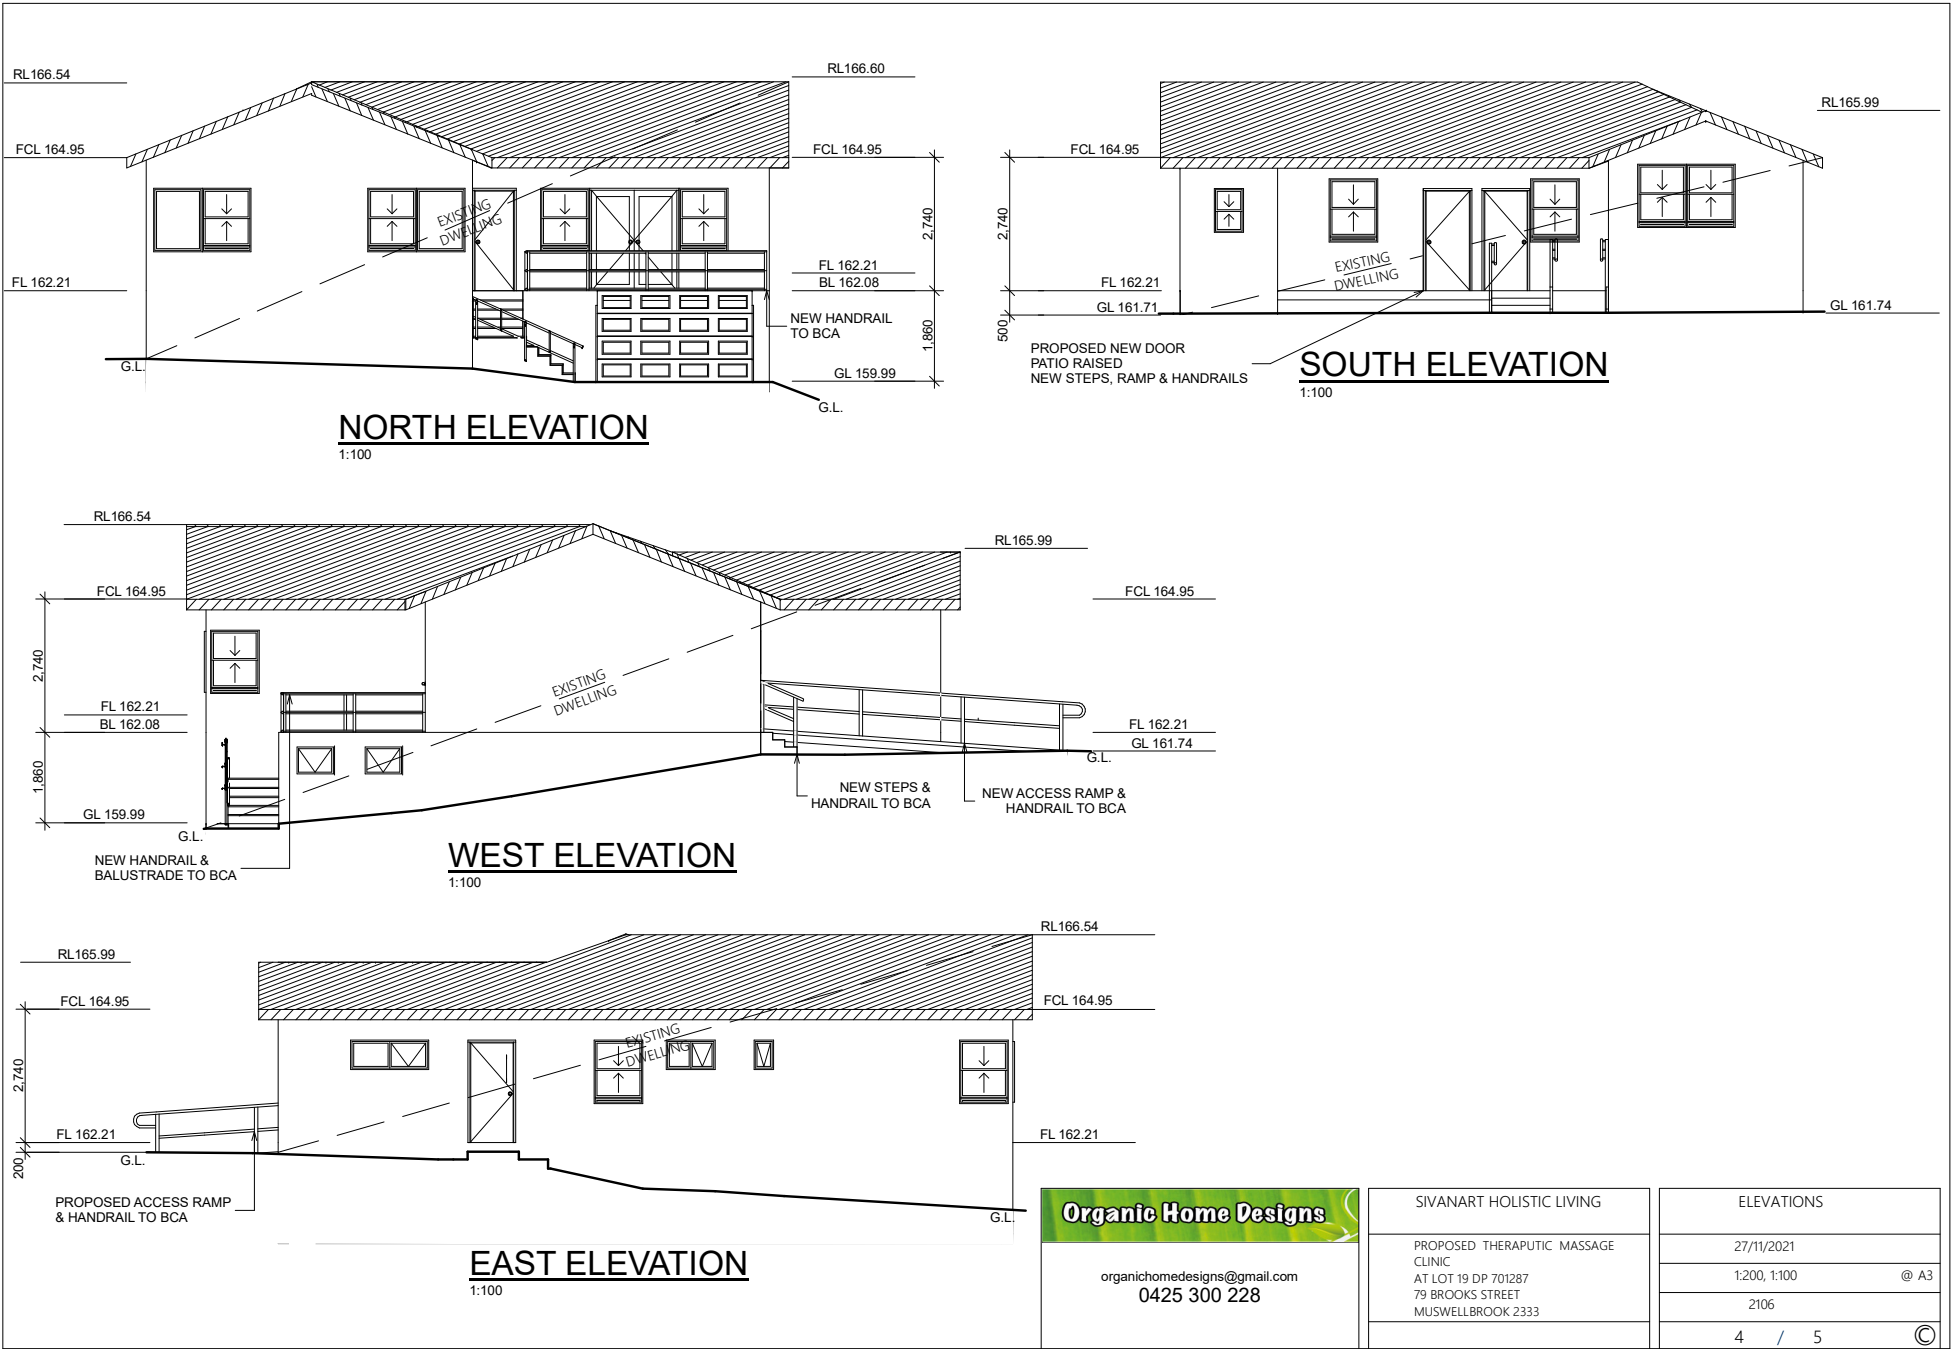 RL166.54
FCL 164.95
FL 162.21
G.L.
EXISTING
DWELLING
RL166.60
FCL 164.95
2,740
FL 162.21
BL 162.08
NEW HANDRAIL
TO BCA
1,860
GL 159.99
G.L.
NORTH ELEVATION
1:100
RL165.99
FCL 164.95
2,740
FL 162.21
GL 161.71
500
EXISTING
DWELLING
GL 161.74
PROPOSED NEW DOOR
PATIO RAISED
NEW STEPS, RAMP & HANDRAILS
SOUTH ELEVATION
1:100
RL166.54
FCL 164.95
2,740
FL 162.21
BL 162.08
1,860
GL 159.99
G.L.
NEW HANDRAIL &
BALUSTRADE TO BCA
EXISTING
DWELLING
RL165.99
FCL 164.95
FL 162.21
GL 161.74
G.L.
NEW STEPS &
HANDRAIL TO BCA
NEW ACCESS RAMP &
HANDRAIL TO BCA
WEST ELEVATION
1:100
RL165.99
FCL 164.95
2,740
FL 162.21
200
G.L.
PROPOSED ACCESS RAMP
& HANDRAIL TO BCA
EXISTING
DWELLING
RL166.54
FCL 164.95
FL 162.21
G.L.
EAST ELEVATION
1:100
Organic Home Designs
organichomedesigns@gmail.com
0425 300 228
SIVANART HOLISTIC LIVING
PROPOSED THERAPUTIC MASSAGE
CLINIC
AT LOT 19 DP 701287
79 BROOKS STREET
MUSWELLBROOK 2333
ELEVATIONS
27/11/2021
1:200, 1:100 @ A3
2106
4 / 5 ©